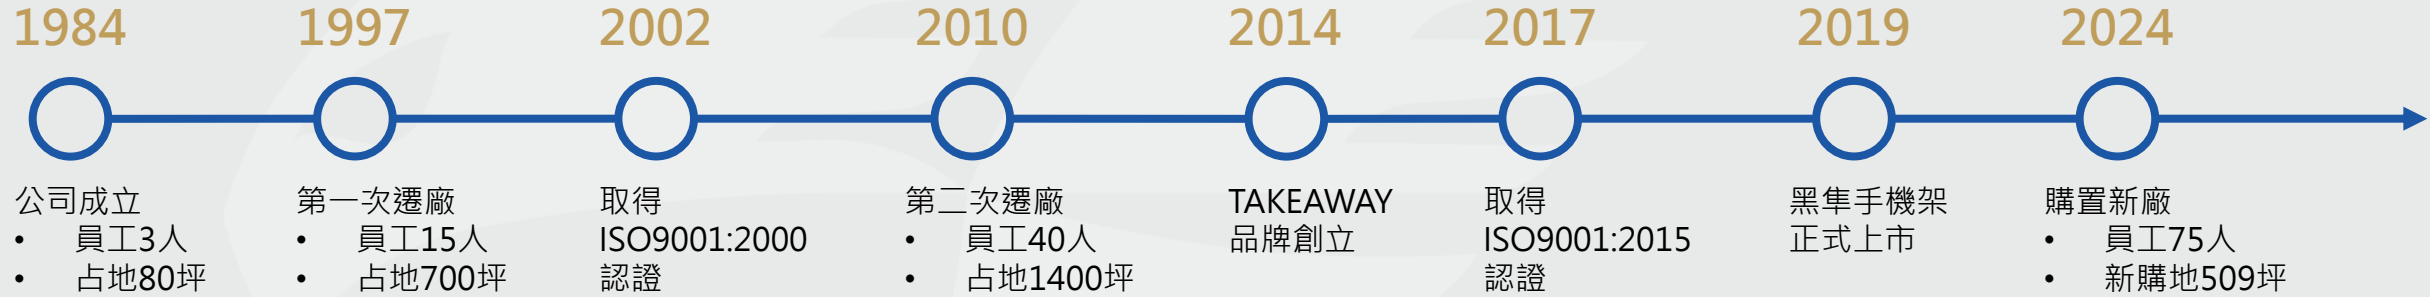 1984
公司成立
• 員工3人
• 占地80坪
1997
第一次遷廠
• 員工15人
• 占地700坪
2002
取得
ISO9001:2000
認證
2010
第二次遷廠
• 員工40人
• 占地1400坪
2014
TAKEAWAY
品牌創立
2017
取得
ISO9001:2015
認證
2019
黑隼手機架
正式上市
2024
購置新廠
• 員工75人
• 新購地509坪